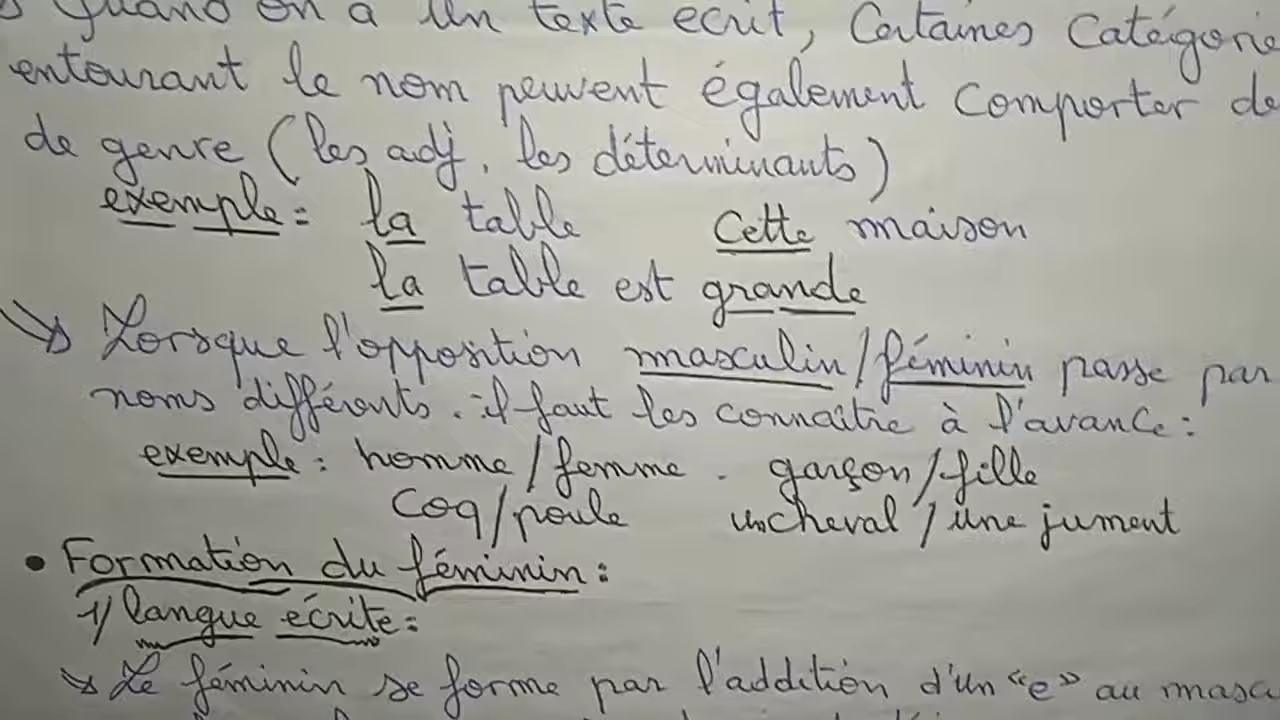 Quand on a un texte écrit, Certaines Catégorie
entourant le nom peuvent également Comporter de
de genre (les adj, les déterminants)
exemple: la table Cette maison
la table est grande
Lorsque l'opposition masculin/féminin passe par
noms différents. il faut les connaître à l'avance:
exemple: homme/femme. garçon/fille
Coq/poule un cheval / une jument
• Formation du féminin:
1) langue écrite:
Le féminin se forme par l'addition d'un "e" au mascu